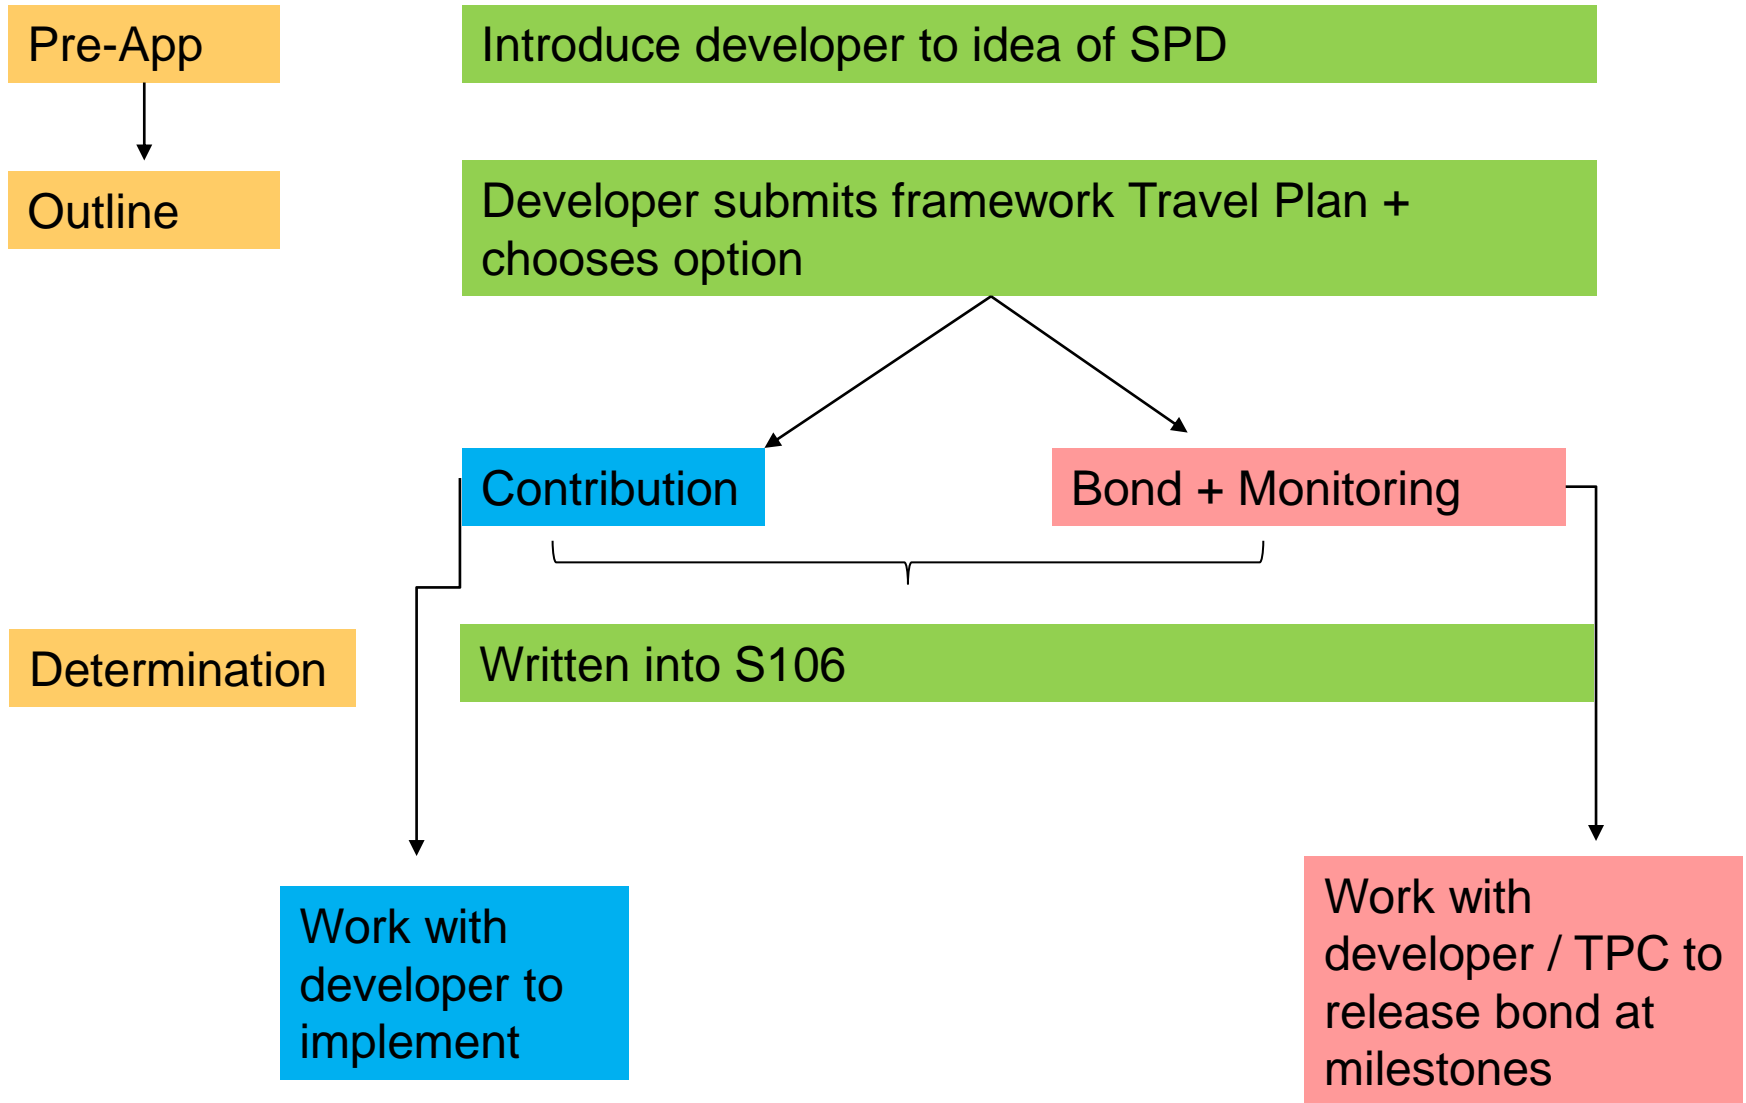 Pre-App
Introduce developer to idea of SPD
Outline
Developer submits framework Travel Plan +
chooses option
Contribution
Bond + Monitoring
Determination
Written into S106
Work with
developer to
implement
Work with
developer / TPC to
release bond at
milestones